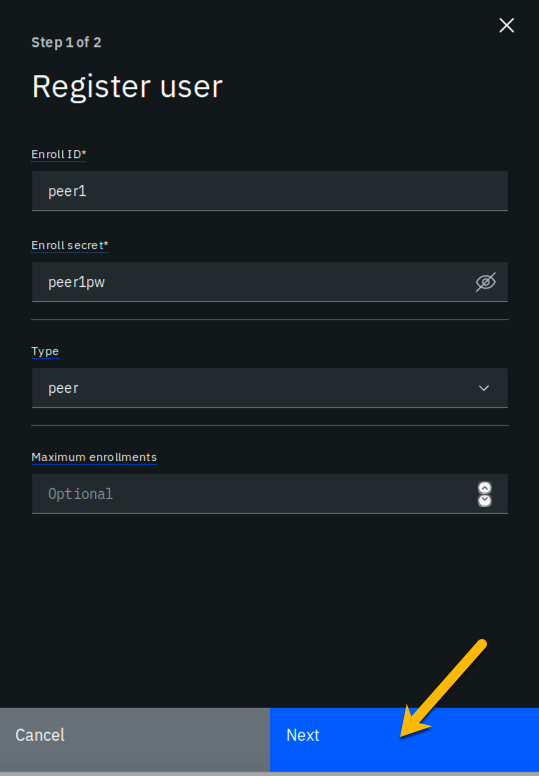 Step 1 of 2
Register user
Enroll ID*
peer1
Enroll secret*
peer1pw
Type
peer
Maximum enrollments
Optional
Cancel
Next